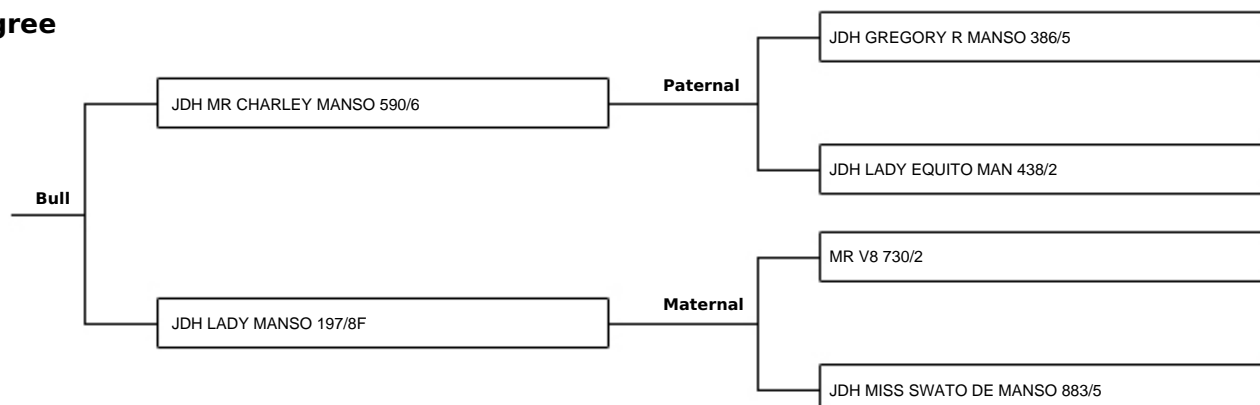 gree
JDH GREGORY R MANSO 386/5
Paternal
JDH MR CHARLEY MANSO 590/6
JDH LADY EQUITO MAN 438/2
Bull
MR V8 730/2
Maternal
JDH LADY MANSO 197/8F
JDH MISS SWATO DE MANSO 883/5